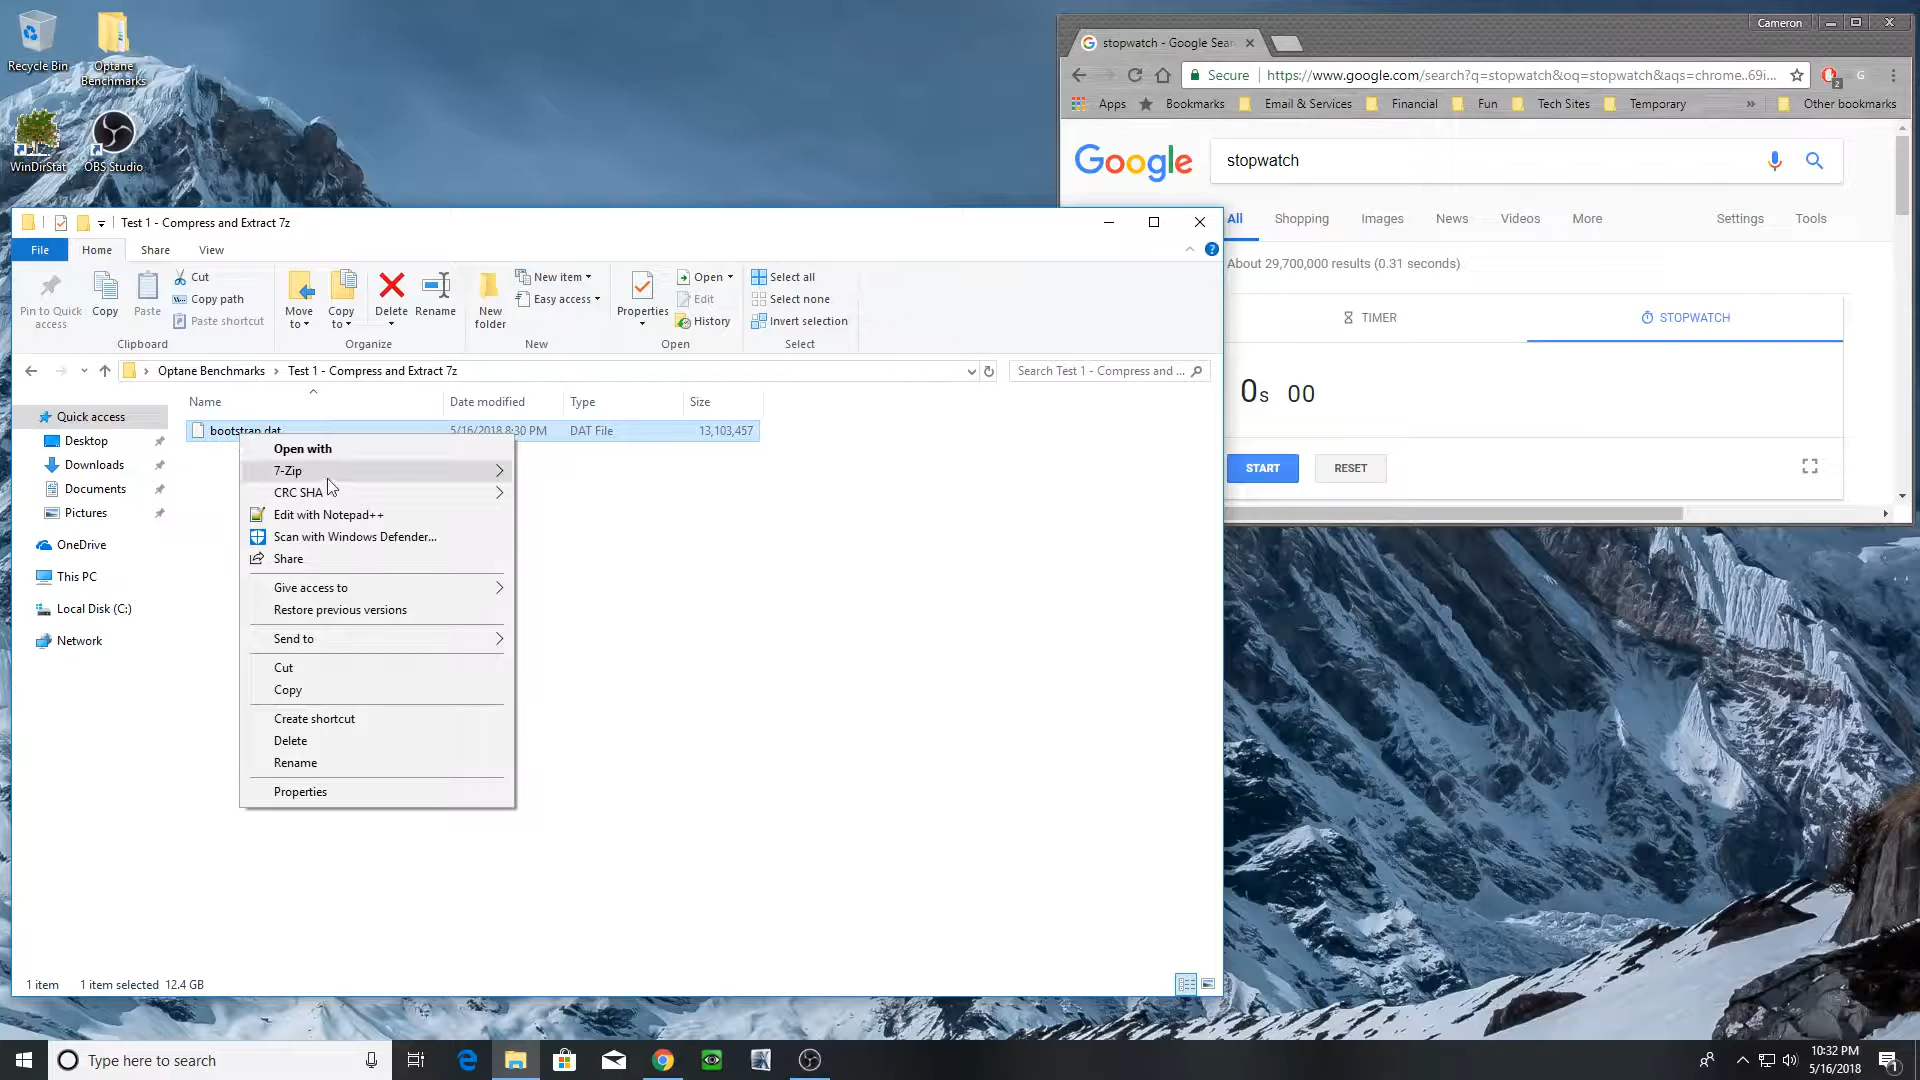 Recycle Bin
Optane Benchmarks
WinDirStat
OBS Studio
Cameron
stopwatch - Google Sear
Secure https://www.google.com/search?q=stopwatch&oq=stopwatch&aqs=chrome..69i...
2
G
Apps Bookmarks Email & Services Financial Fun Tech Sites Temporary » Other bookmarks
Google
stopwatch
All Shopping Images News Videos More Settings Tools
About 29,700,000 results (0.31 seconds)
TIMER STOPWATCH
0s 00
START RESET
Test 1 - Compress and Extract 7z
File Home Share View
Pin to Quick access
Copy
Paste
Cut
Copy path
Paste shortcut
Clipboard
Move to
Copy to
Delete
Rename
Organize
New folder
New item
Easy access
New
Properties
Open
Edit
History
Open
Select all
Select none
Invert selection
Select
Optane Benchmarks > Test 1 - Compress and Extract 7z
Search Test 1 - Compress and ...
Name Date modified Type Size
bootstrap.dat 5/16/2018 8:30 PM DAT File 13,103,457
Quick access
Desktop
Downloads
Documents
Pictures
OneDrive
This PC
Local Disk (C:)
Network
Open with
7-Zip
CRC SHA
Edit with Notepad++
Scan with Windows Defender...
Share
Give access to
Restore previous versions
Send to
Cut
Copy
Create shortcut
Delete
Rename
Properties
1 item 1 item selected 12.4 GB
Type here to search
10:32 PM
5/16/2018
1